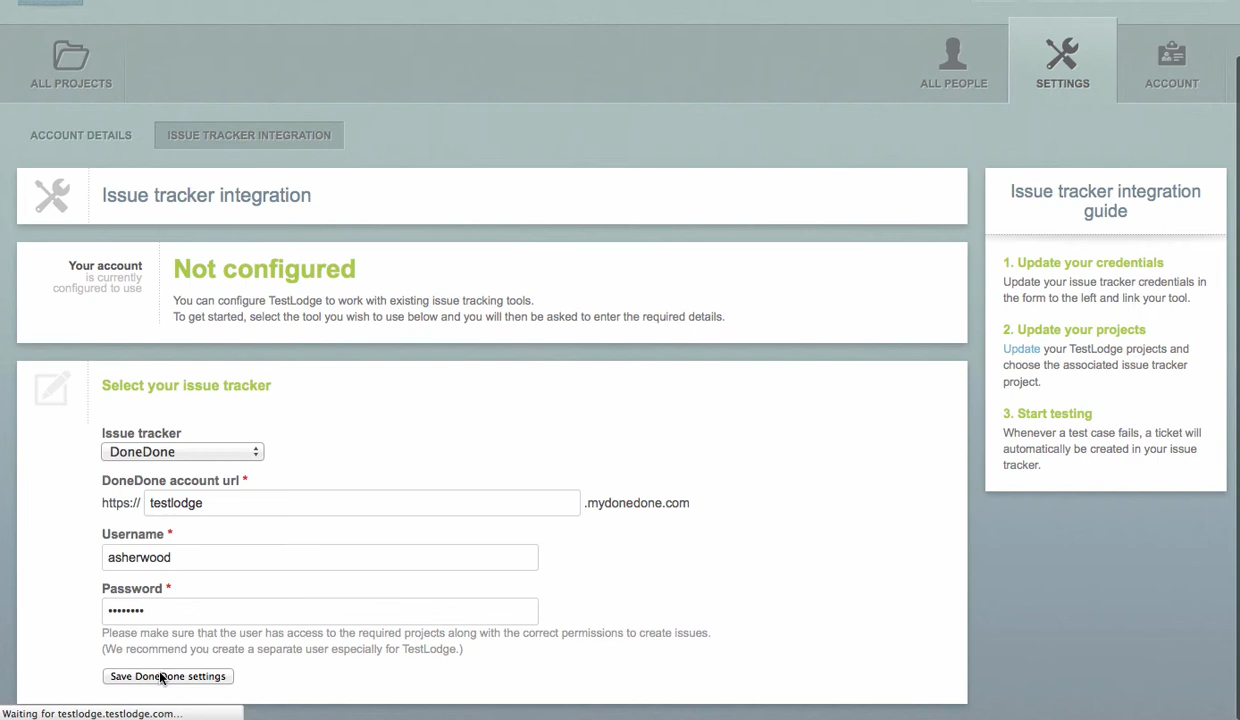 ALL PROJECTS
ALL PEOPLE
SETTINGS
ACCOUNT
ACCOUNT DETAILS
ISSUE TRACKER INTEGRATION
Issue tracker integration
Your account
is currently
configured to use
Not configured
You can configure TestLodge to work with existing issue tracking tools.
To get started, select the tool you wish to use below and you will then be asked to enter the required details.
Select your issue tracker
Issue tracker
DoneDone
DoneDone account url *
https:// testlodge .mydonedone.com
Username *
asherwood
Password *
••••••••
Please make sure that the user has access to the required projects along with the correct permissions to create issues.
(We recommend you create a separate user especially for TestLodge.)
Save DoneDone settings
Issue tracker integration
guide
1. Update your credentials
Update your issue tracker credentials in
the form to the left and link your tool.
2. Update your projects
Update your TestLodge projects and
choose the associated issue tracker
project.
3. Start testing
Whenever a test case fails, a ticket will
automatically be created in your issue
tracker.
Waiting for testlodge.testlodge.com...